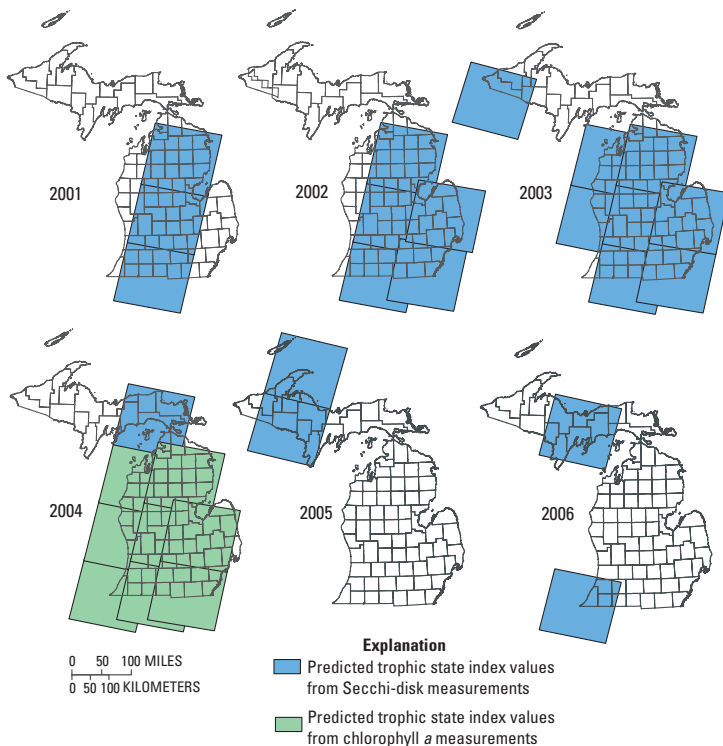 2001
2002
2003
2004
2005
2006
Explanation
0 50 100 MILES
0 50 100 KILOMETERS
Predicted trophic state index values
from Secchi-disk measurements
Predicted trophic state index values
from chlorophyll a measurements